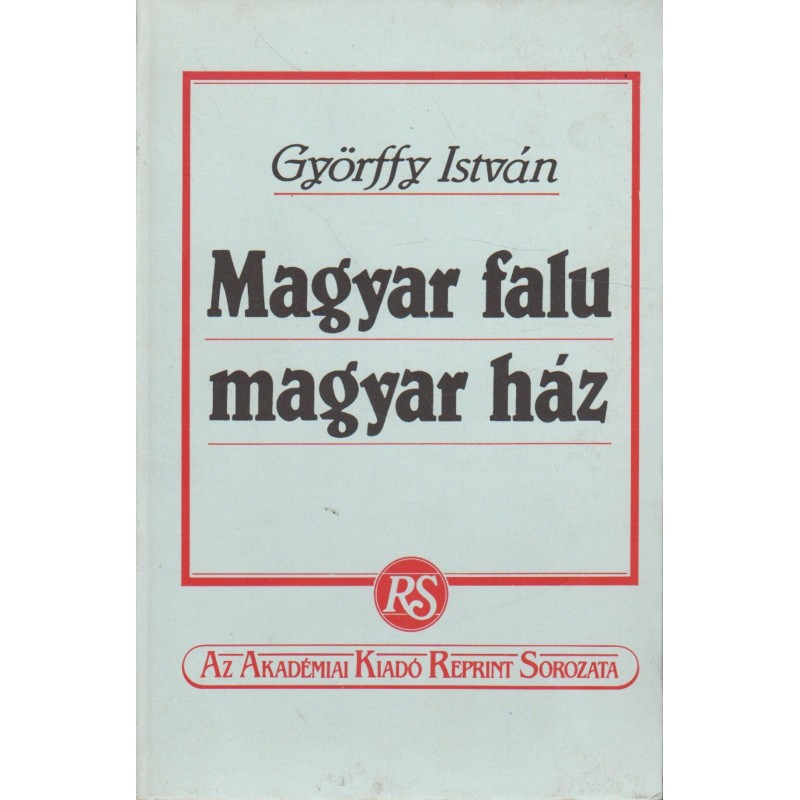 Györffy István
Magyar falu
magyar ház
RS
Az Akadémiai Kiadó Reprint Sorozata